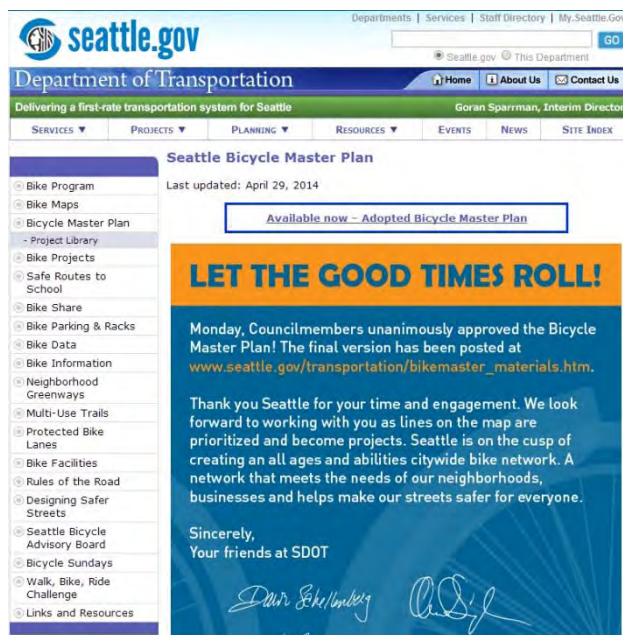 Departments | Services | Staff Directory | My.Seattle.Gov
seattle.gov
GO
Seattle.gov This Department
Department of Transportation
Home About Us Contact Us
Delivering a first-rate transportation system for Seattle
Goran Sparrman, Interim Director
SERVICES PROJECTS PLANNING RESOURCES EVENTS NEWS SITE INDEX
Bike Program
Bike Maps
Bicycle Master Plan
- Project Library
Bike Projects
Safe Routes to
School
Bike Share
Bike Parking & Racks
Bike Data
Bike Information
Neighborhood
Greenways
Multi-Use Trails
Protected Bike
Lanes
Bike Facilities
Rules of the Road
Designing Safer
Streets
Seattle Bicycle
Advisory Board
Bicycle Sundays
Walk, Bike, Ride
Challenge
Links and Resources
Seattle Bicycle Master Plan
Last updated: April 29, 2014
Available now – Adopted Bicycle Master Plan
LET THE GOOD TIMES ROLL!
Monday, Councilmembers unanimously approved the Bicycle
Master Plan! The final version has been posted at
www.seattle.gov/transportation/bikemaster_materials.htm.
Thank you Seattle for your time and engagement. We look
forward to working with you as lines on the map are
prioritized and become projects. Seattle is on the cusp of
creating an all ages and abilities citywide bike network. A
network that meets the needs of our neighborhoods,
businesses and helps make our streets safer for everyone.
Sincerely,
Your friends at SDOT